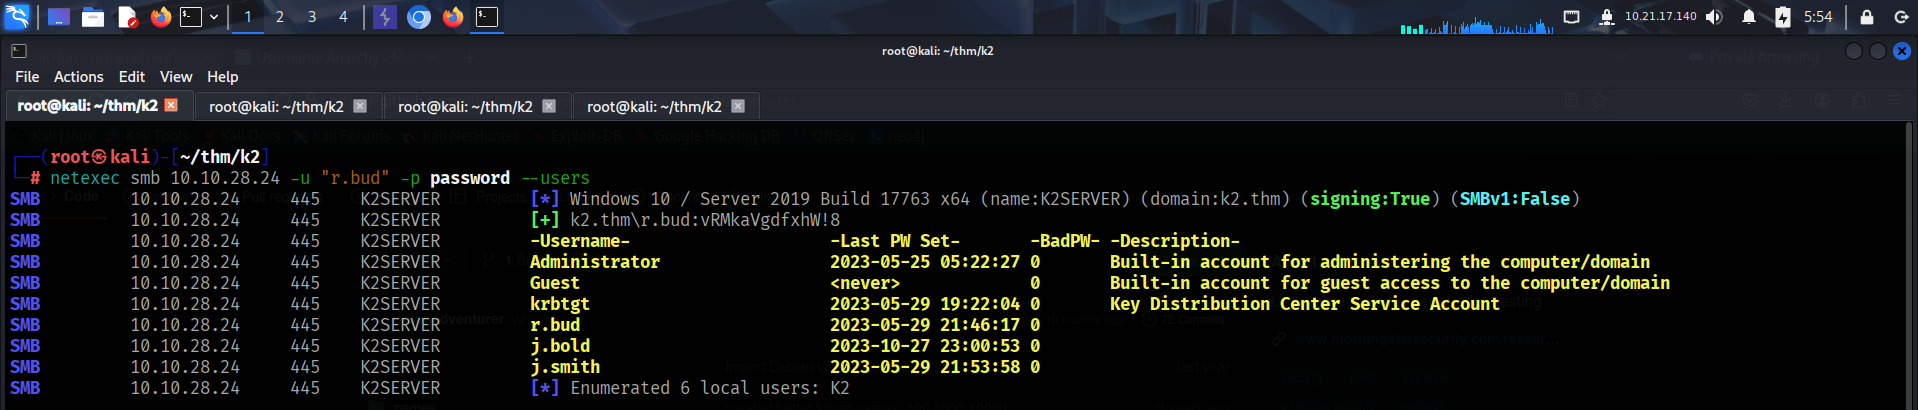 1 2 3 4 10.21.17.140 5:54
root@kali: ~/thm/k2
File Actions Edit View Help
root@kali: ~/thm/k2 root@kali: ~/thm/k2 root@kali: ~/thm/k2 root@kali: ~/thm/k2
(root㉿kali)-[~/thm/k2]
# netexec smb 10.10.28.24 -u "r.bud" -p password --users
SMB 10.10.28.24 445 K2SERVER [*] Windows 10 / Server 2019 Build 17763 x64 (name:K2SERVER) (domain:k2.thm) (signing:True) (SMBv1:False)
SMB 10.10.28.24 445 K2SERVER [+] k2.thm\r.bud:vRMkaVgdfxhW!8
SMB 10.10.28.24 445 K2SERVER -Username- -Last PW Set- -BadPW- -Description-
SMB 10.10.28.24 445 K2SERVER Administrator 2023-05-25 05:22:27 0 Built-in account for administering the computer/domain
SMB 10.10.28.24 445 K2SERVER Guest <never> 0 Built-in account for guest access to the computer/domain
SMB 10.10.28.24 445 K2SERVER krbtgt 2023-05-29 19:22:04 0 Key Distribution Center Service Account
SMB 10.10.28.24 445 K2SERVER r.bud 2023-05-29 21:46:17 0
SMB 10.10.28.24 445 K2SERVER j.bold 2023-10-27 23:00:53 0
SMB 10.10.28.24 445 K2SERVER j.smith 2023-05-29 21:53:58 0
SMB 10.10.28.24 445 K2SERVER [*] Enumerated 6 local users: K2